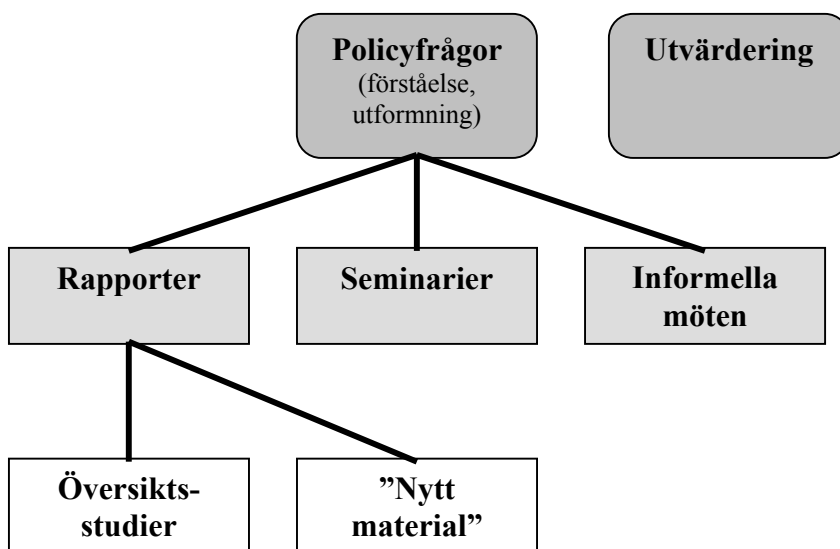 Policyfrågor
(förståelse,
utformning)
Utvärdering
Rapporter
Seminarier
Informella
möten
Översikts-
studier
”Nytt
material”